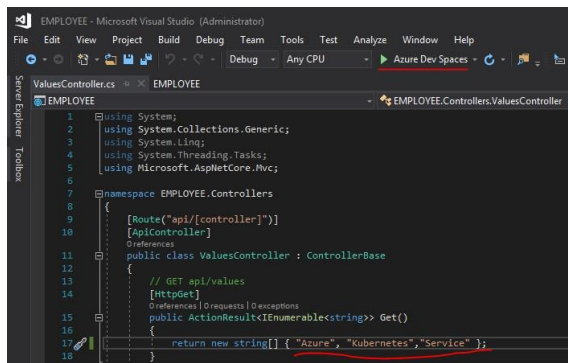 EMPLOYEE - Microsoft Visual Studio (Administrator)
File Edit View Project Build Debug Team Tools Test Analyze Window Help
Debug Any CPU Azure Dev Spaces
Server Explorer
Toolbox
ValuesController.cs EMPLOYEE
EMPLOYEE EMPLOYEE.Controllers.ValuesController
1 using System;
2 using System.Collections.Generic;
3 using System.Linq;
4 using System.Threading.Tasks;
5 using Microsoft.AspNetCore.Mvc;
6
7 namespace EMPLOYEE.Controllers
8 {
9 [Route("api/[controller]")]
10 [ApiController]
0 references
11 public class ValuesController : ControllerBase
12 {
13 // GET api/values
14 [HttpGet]
0 references | 0 requests | 0 exceptions
15 public ActionResult<IEnumerable<string>> Get()
16 {
17 return new string[] { "Azure", "Kubernetes","Service" };
18 }